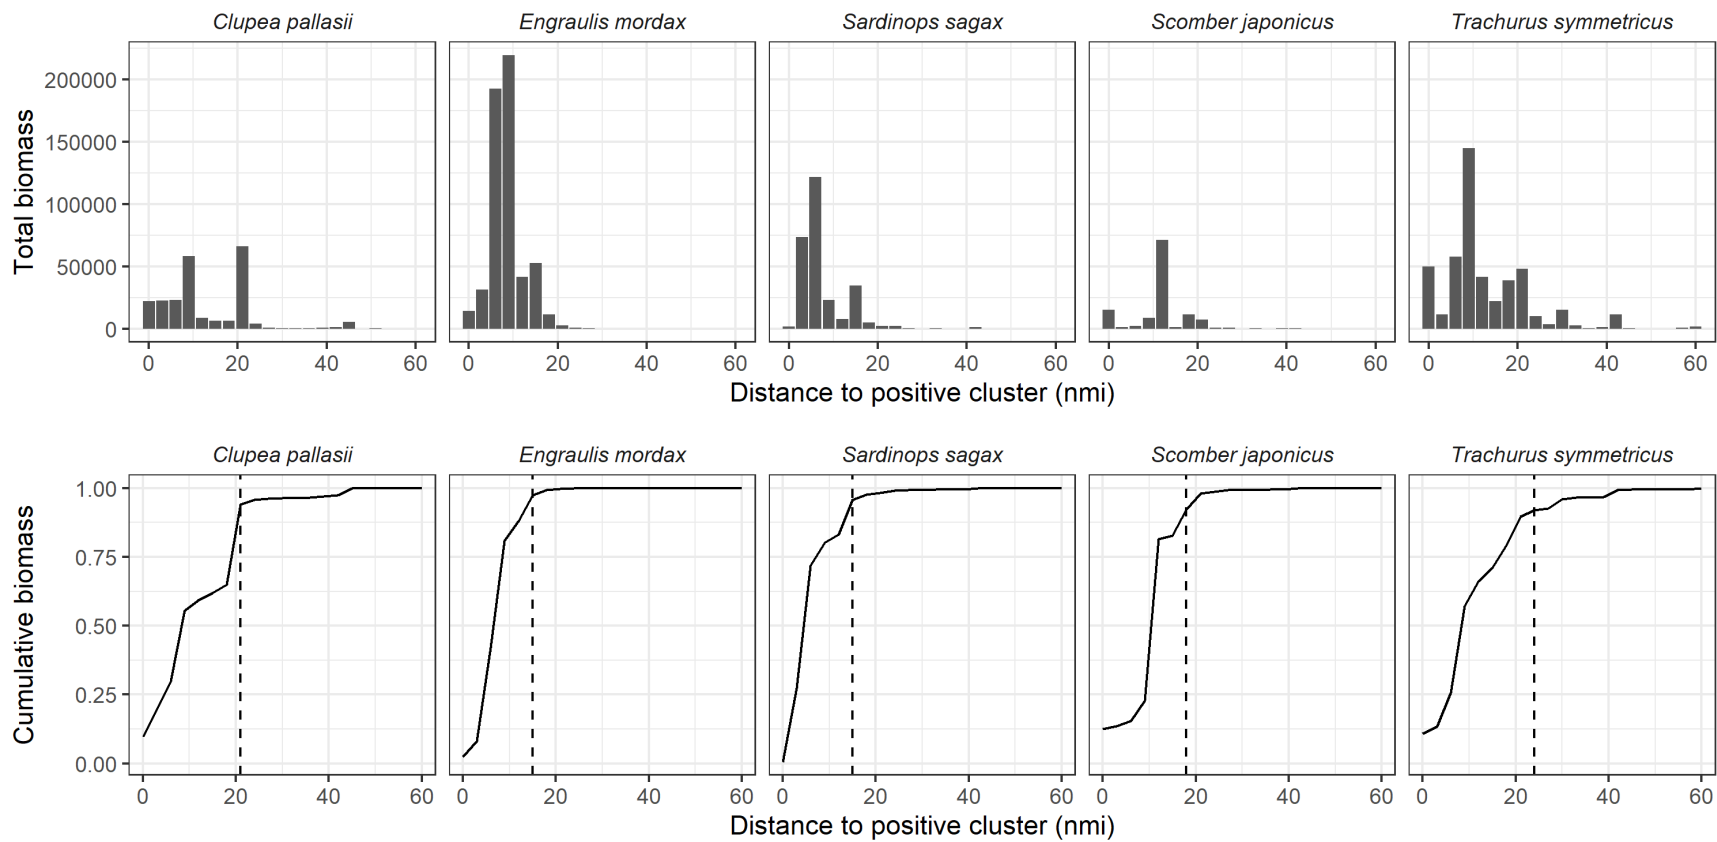 Clupea pallasii Engraulis mordax Sardinops sagax Scomber japonicus Trachurus symmetricus
Total biomass
200000
150000
100000
50000
0
0 20 40 60 0 20 40 60 0 20 40 60 0 20 40 60 0 20 40 60
Distance to positive cluster (nmi)
Clupea pallasii Engraulis mordax Sardinops sagax Scomber japonicus Trachurus symmetricus
Cumulative biomass
1.00
0.75
0.50
0.25
0.00
0 20 40 60 0 20 40 60 0 20 40 60 0 20 40 60 0 20 40 60
Distance to positive cluster (nmi)